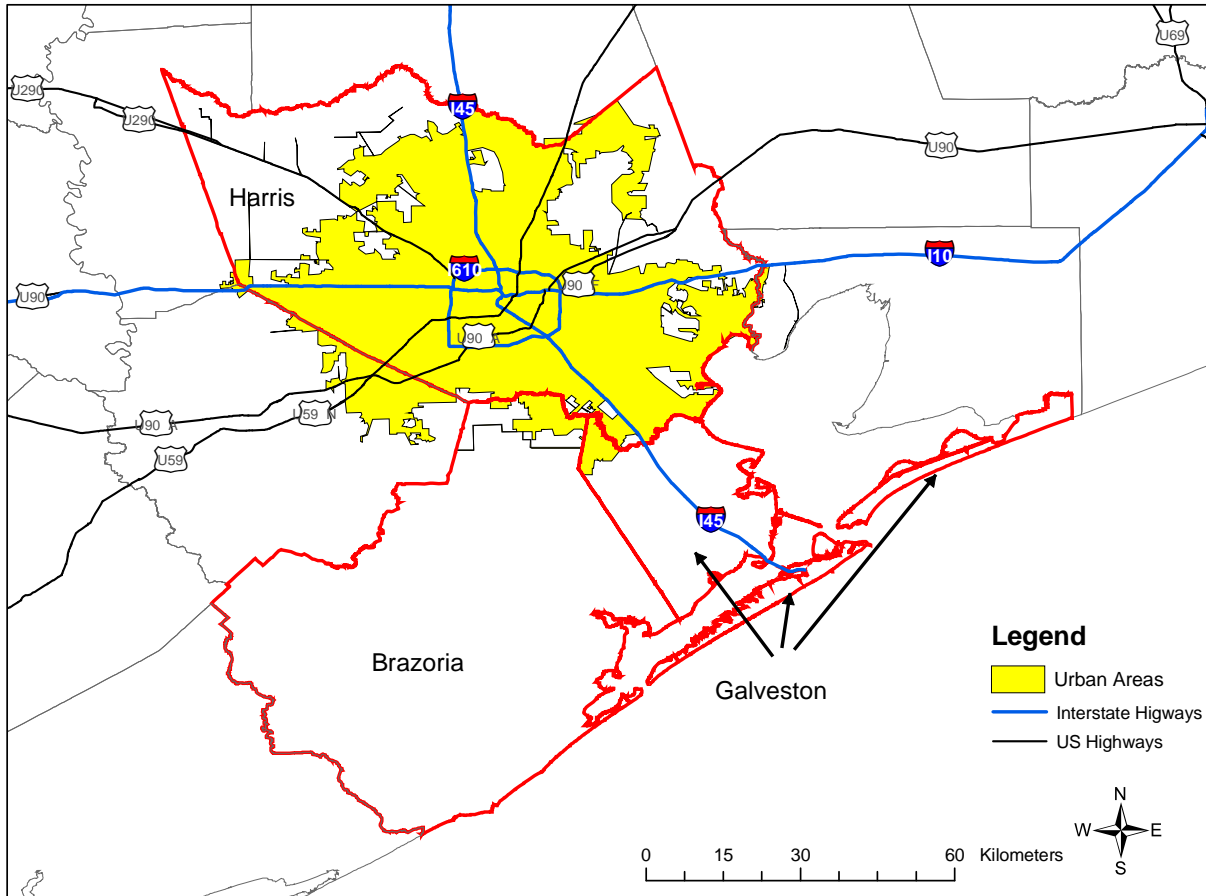 U69
U290
I45
U290
U90
Harris
I10
610
U90
U90
U59
U90 A
U90 A
U59
I45
Legend
Brazoria
Urban Areas
Galveston
Interstate Higways
US Highways
N
W
E
S
0 15 30 60 Kilometers